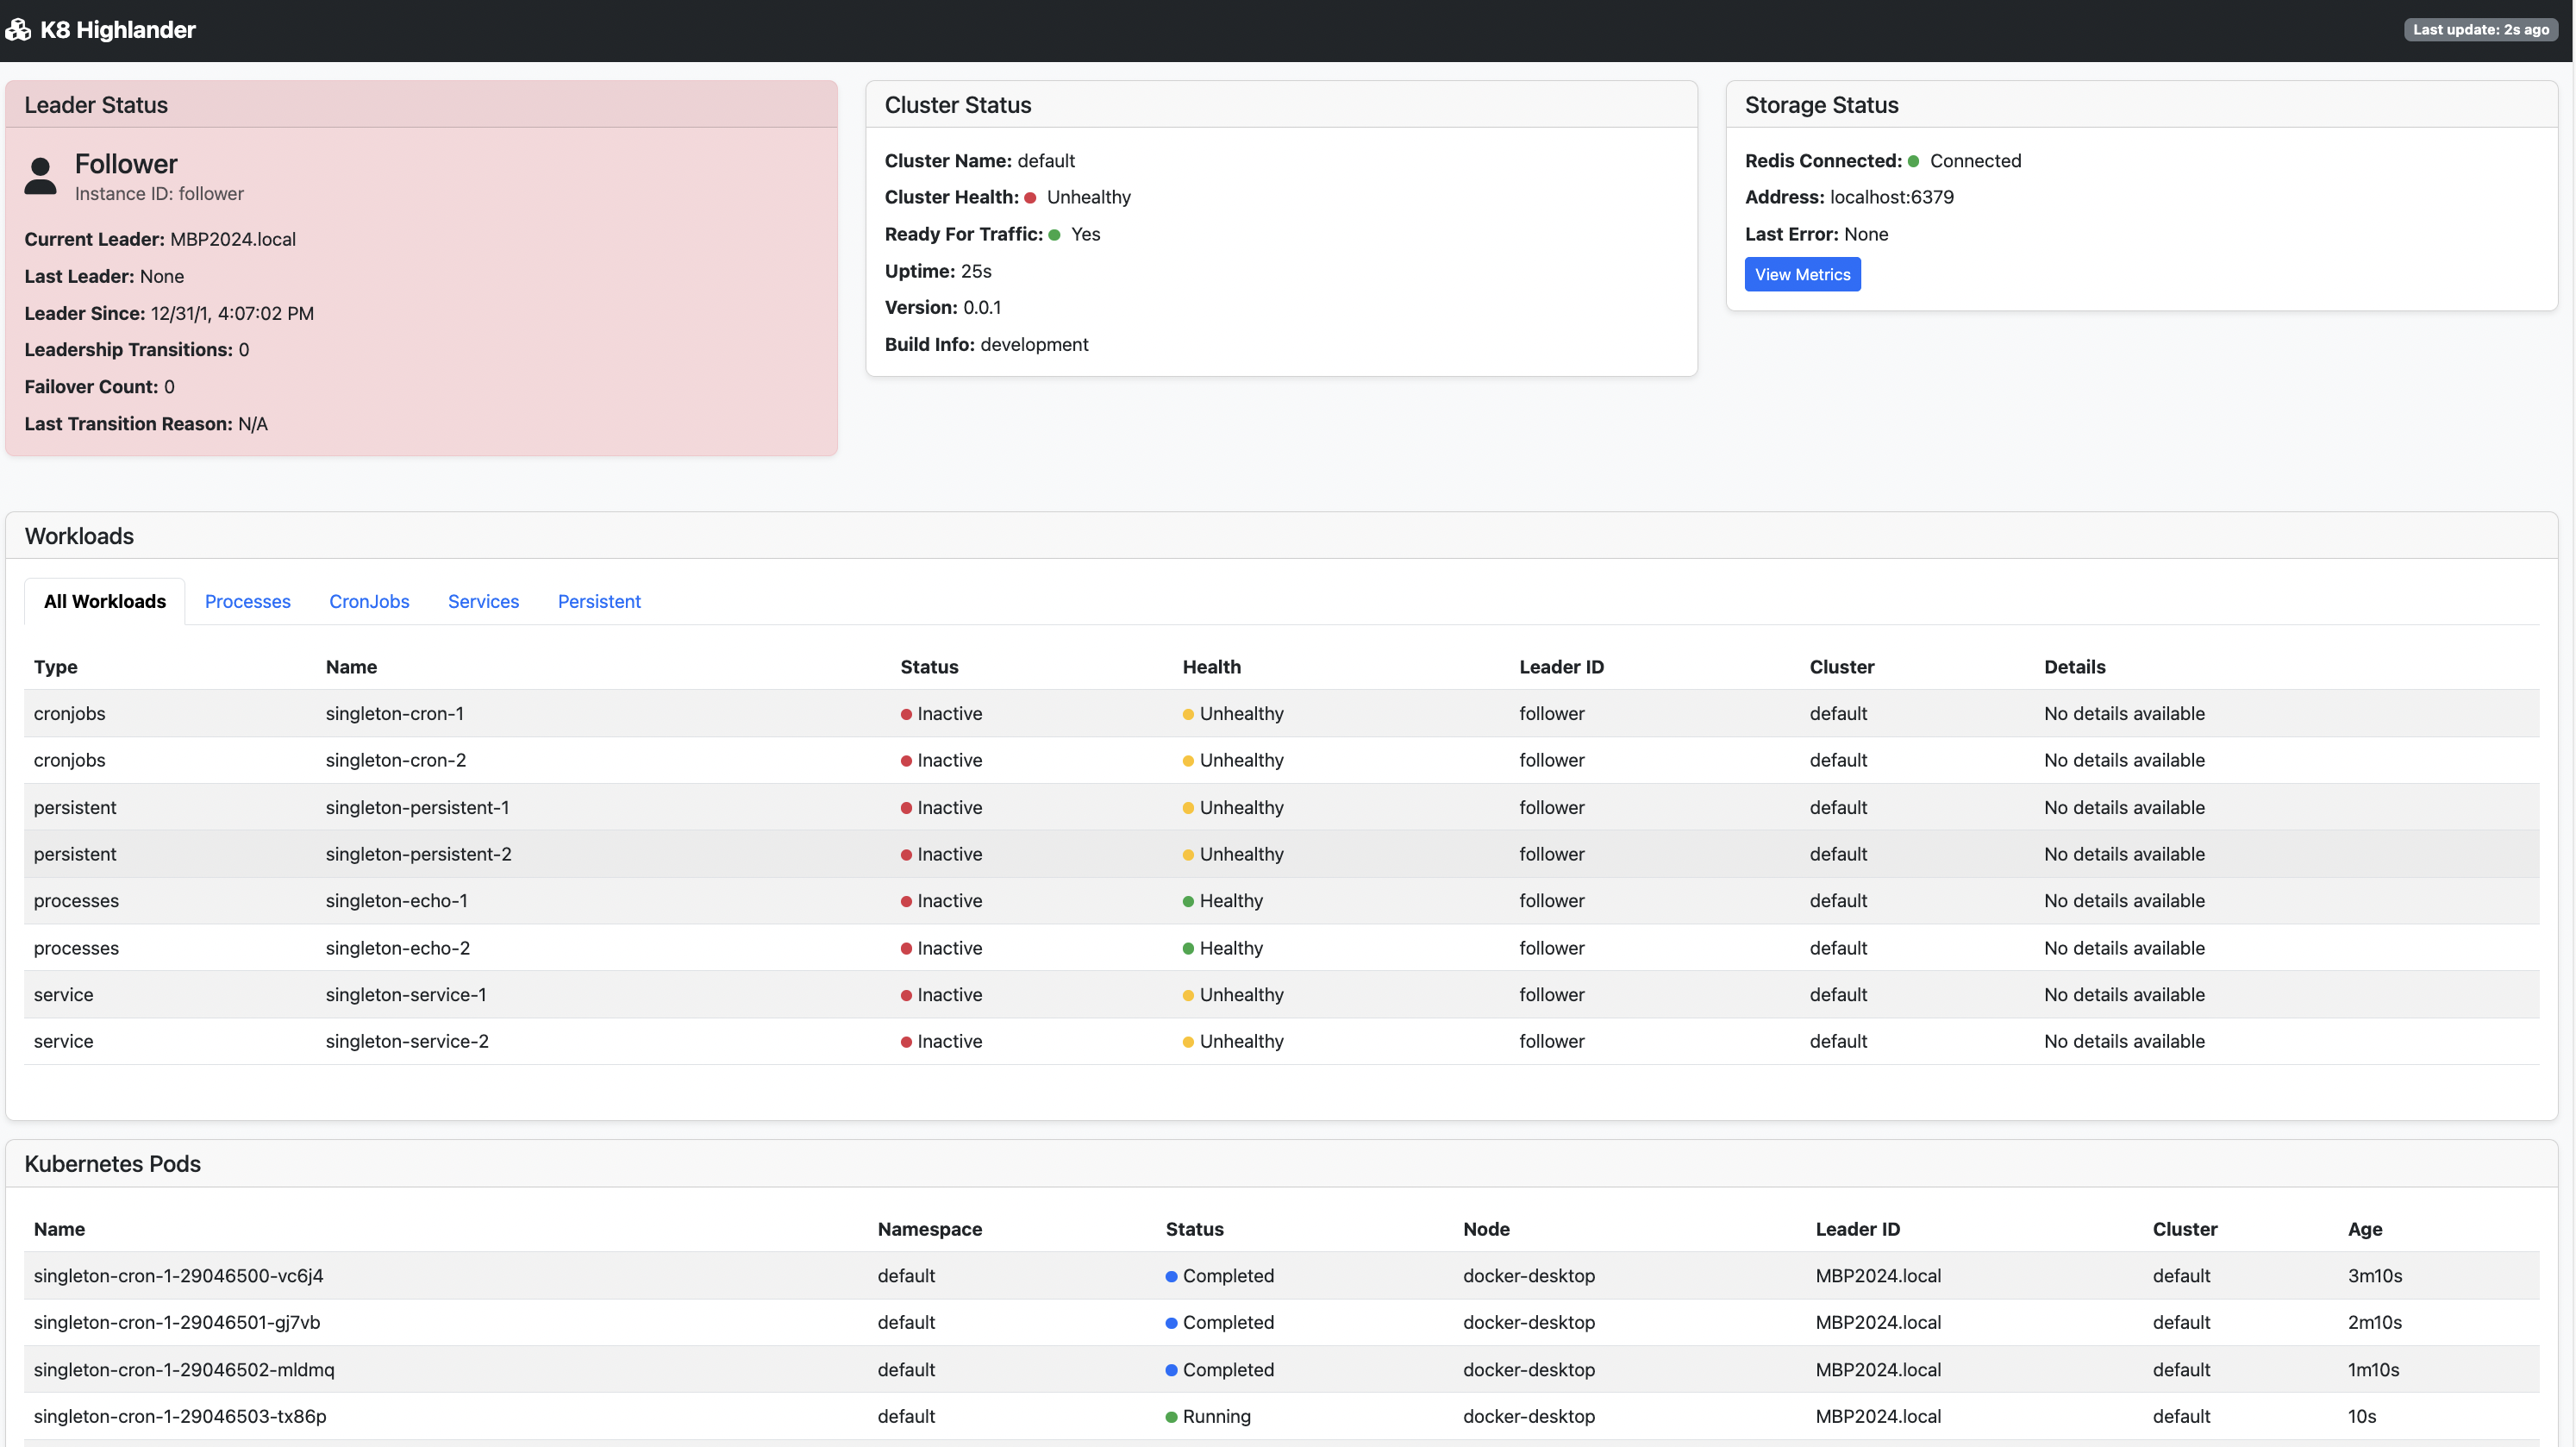 K8 Highlander
Last update: 2s ago
Leader Status
Follower
Instance ID: follower
Current Leader: MBP2024.local
Last Leader: None
Leader Since: 12/31/1, 4:07:02 PM
Leadership Transitions: 0
Failover Count: 0
Last Transition Reason: N/A
Cluster Status
Cluster Name: default
Cluster Health: Unhealthy
Ready For Traffic: Yes
Uptime: 25s
Version: 0.0.1
Build Info: development
Storage Status
Redis Connected: Connected
Address: localhost:6379
Last Error: None
View Metrics
Workloads
All Workloads Processes CronJobs Services Persistent
Type Name Status Health Leader ID Cluster Details
cronjobs singleton-cron-1 Inactive Unhealthy follower default No details available
cronjobs singleton-cron-2 Inactive Unhealthy follower default No details available
persistent singleton-persistent-1 Inactive Unhealthy follower default No details available
persistent singleton-persistent-2 Inactive Unhealthy follower default No details available
processes singleton-echo-1 Inactive Healthy follower default No details available
processes singleton-echo-2 Inactive Healthy follower default No details available
service singleton-service-1 Inactive Unhealthy follower default No details available
service singleton-service-2 Inactive Unhealthy follower default No details available
Kubernetes Pods
Name Namespace Status Node Leader ID Cluster Age
singleton-cron-1-29046500-vc6j4 default Completed docker-desktop MBP2024.local default 3m10s
singleton-cron-1-29046501-gj7vb default Completed docker-desktop MBP2024.local default 2m10s
singleton-cron-1-29046502-mldmq default Completed docker-desktop MBP2024.local default 1m10s
singleton-cron-1-29046503-tx86p default Running docker-desktop MBP2024.local default 10s